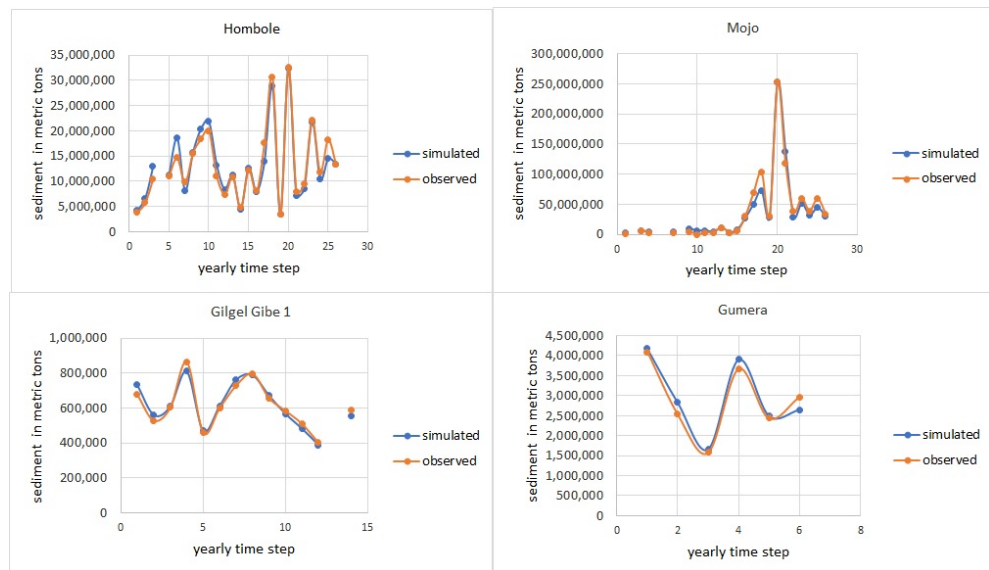 Hombole
35,000,000
30,000,000
25,000,000
20,000,000
15,000,000
10,000,000
5,000,000
0
sediment in metric tons
0 5 10 15 20 25 30
yearly time step
simulated
observed
Mojo
300,000,000
250,000,000
200,000,000
150,000,000
100,000,000
50,000,000
0
sediment in metric tons
0 10 20 30
yearly time step
simulated
observed
Gilgel Gibe 1
1,000,000
800,000
600,000
400,000
200,000
0
sediment in metric tons
0 5 10 15
yearly time step
simulated
observed
Gumera
4,500,000
4,000,000
3,500,000
3,000,000
2,500,000
2,000,000
1,500,000
1,000,000
500,000
0
sediment in metric tons
0 2 4 6 8
yearly time step
simulated
observed